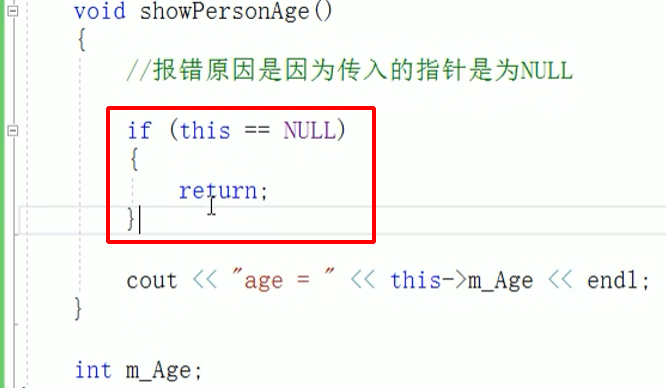 void showPersonAge()
{
//报错原因是因为传入的指针是为NULL
if (this == NULL)
{
return;
}
cout << "age = " << this->m_Age << endl;
}
int m_Age;